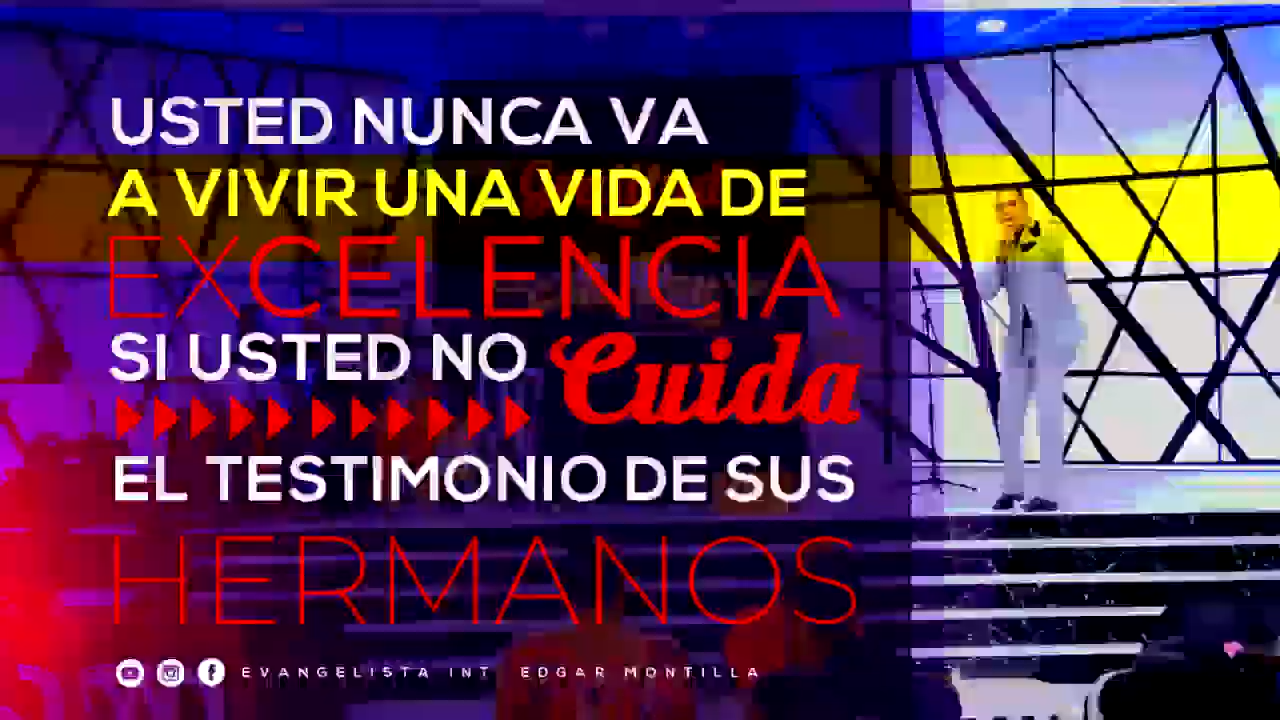 USTED NUNCA VA
A VIVIR UNA VIDA DE
EXCELENCIA
SI USTED NO Cuida
EL TESTIMONIO DE SUS
HERMANOS
EVANGELISTA INT EDGAR MONTILLA